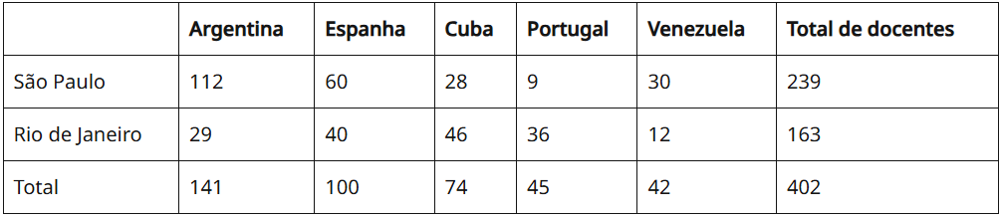 Argentina Espanha Cuba Portugal Venezuela Total de docentes
São Paulo 112 60 28 9 30 239
Rio de Janeiro 29 40 46 36 12 163
Total 141 100 74 45 42 402